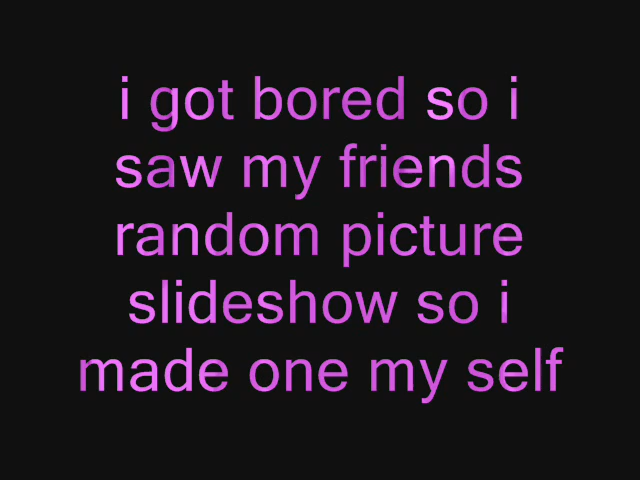 i got bored so i
saw my friends
random picture
slideshow so i
made one my self